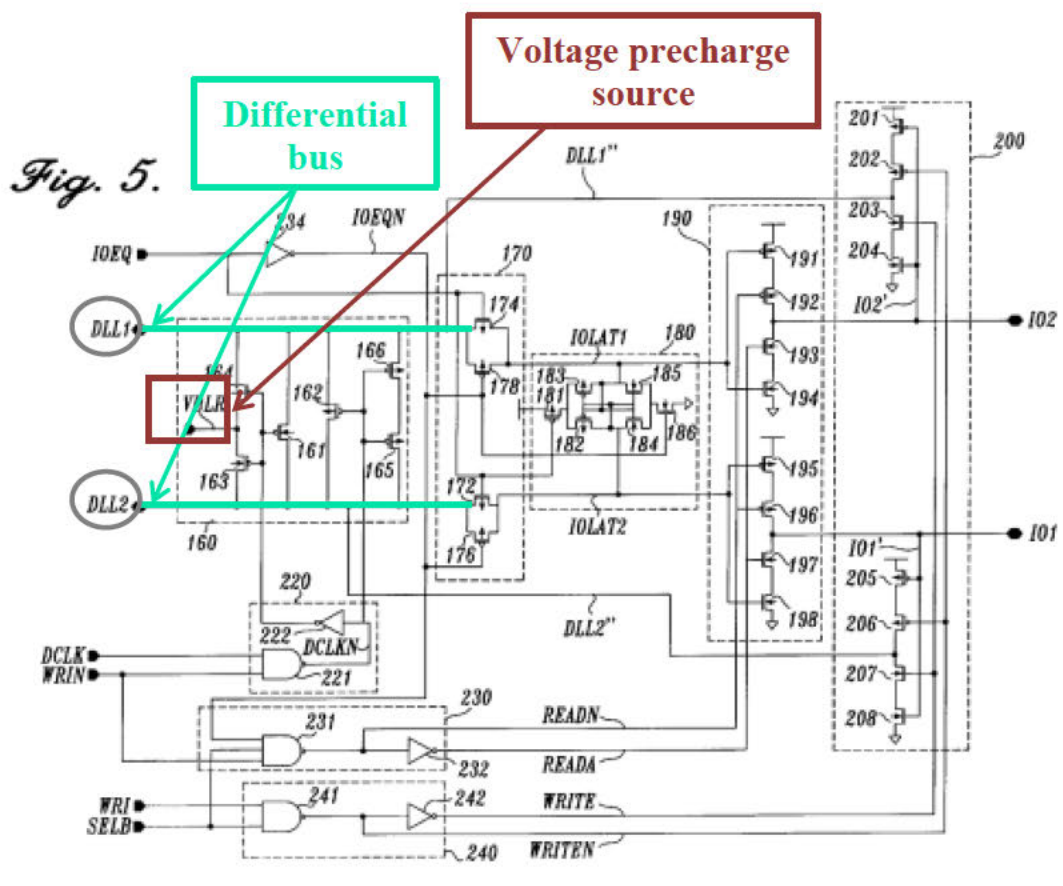 Voltage precharge
source
Differential
bus
Fig. 5.
201
200
202
DLL1"
203
234
IOEQN
190
204
IOEQ
170
191
174
IO2'
192
DLL1
180
IO2
166
IOLAT1
178
193
164
183
185
162
181
194
VBLR
182
184
186
161
165
195
163
172
DLL2
196
IO1
160
IOLAT2
176
IO1'
197
205
220
198
206
222
DCLKN
DLL2"
DCLK
WRIN
221
207
230
231
READN
208
232
READA
241
242
WRI
WRITE
SELB
240
WRITEN